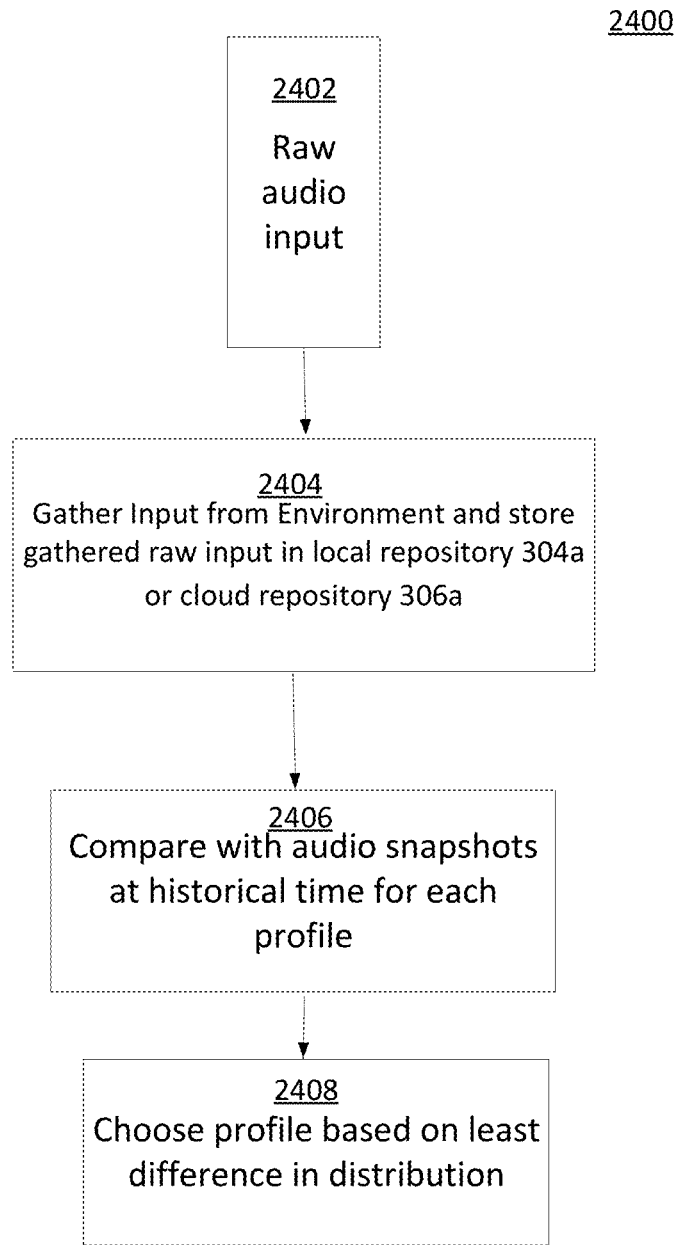 2400
2402
Raw
audio
input
2404
Gather Input from Environment and store
gathered raw input in local repository 304a
or cloud repository 306a
2406
Compare with audio snapshots
at historical time for each
profile
2408
Choose profile based on least
difference in distribution